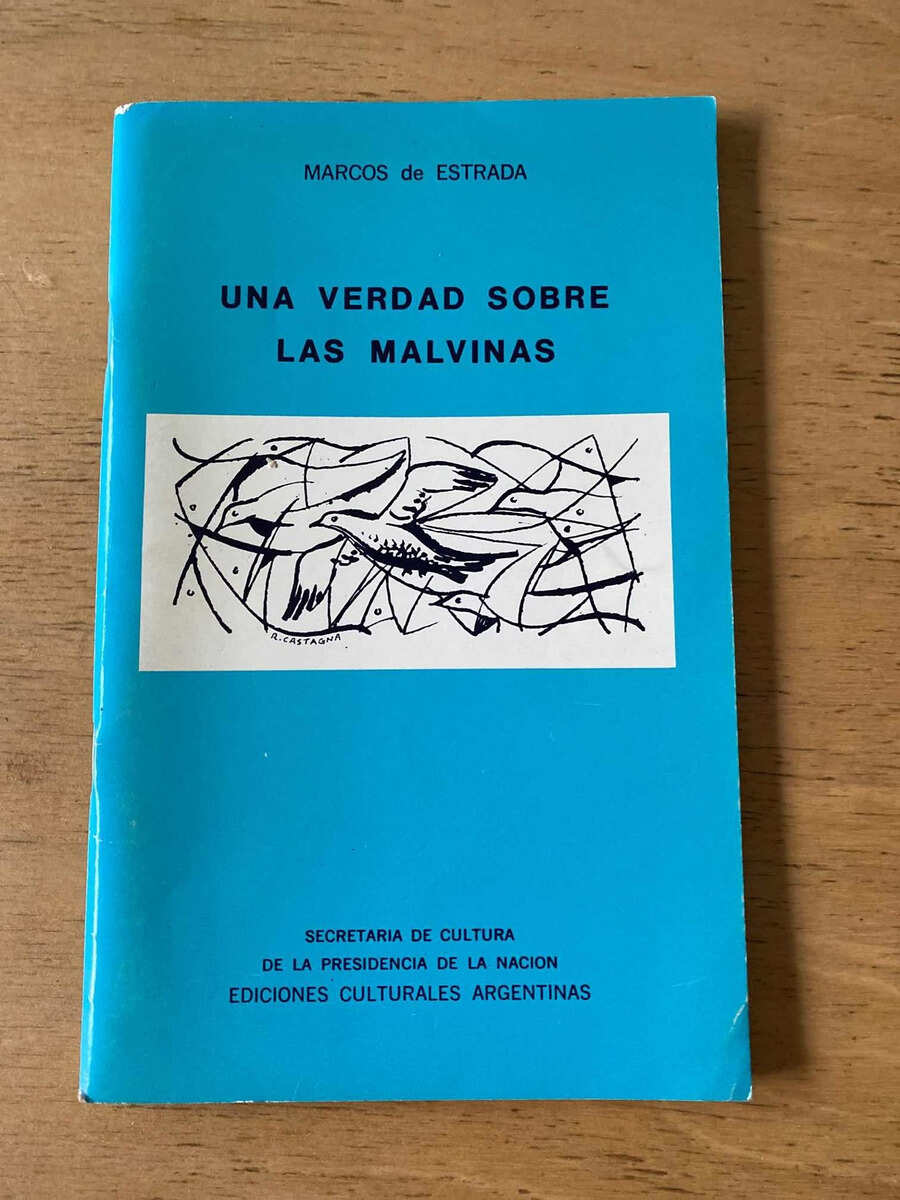 MARCOS de ESTRADA
UNA VERDAD SOBRE
LAS MALVINAS
R. CASTAGNA
SECRETARIA DE CULTURA
DE LA PRESIDENCIA DE LA NACION
EDICIONES CULTURALES ARGENTINAS